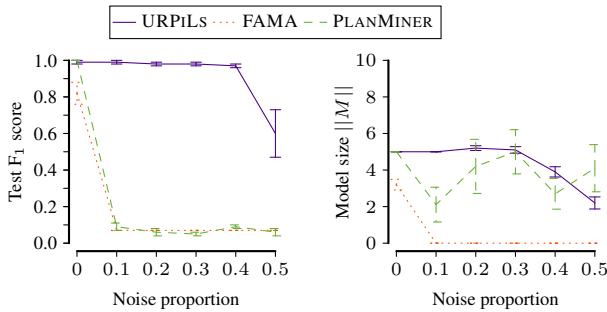 URPILS FAMA PLANMINER
Test F1 score
1.0
0.8
0.6
0.4
0.2
0.0
0 0.1 0.2 0.3 0.4 0.5
Noise proportion
Model size ||M||
10
8
6
4
2
0
0 0.1 0.2 0.3 0.4 0.5
Noise proportion